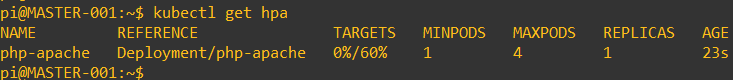 pi@MASTER-001:~$ kubectl get hpa
NAME         REFERENCE               TARGETS   MINPODS   MAXPODS   REPLICAS   AGE
php-apache   Deployment/php-apache   0%/60%    1         4         1          23s
pi@MASTER-001:~$